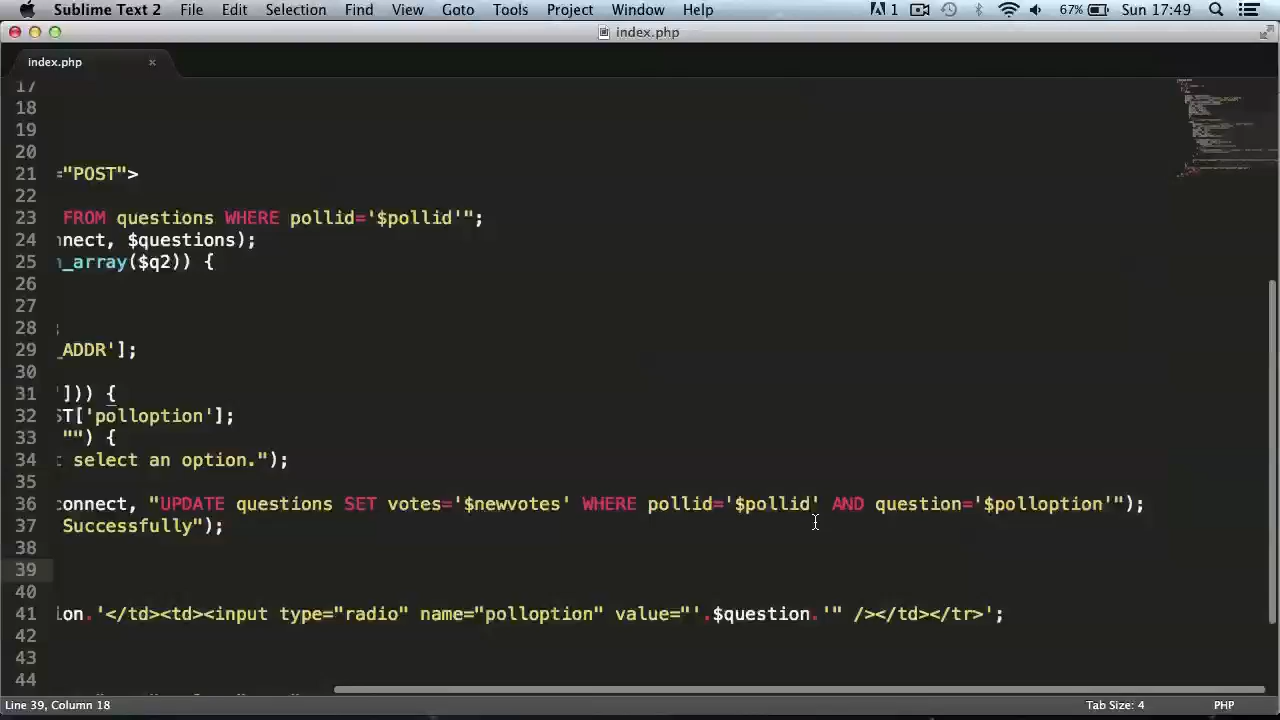 Sublime Text 2 File Edit Selection Find View Goto Tools Project Window Help 1 67% Sun 17:49
index.php
index.php ×
17
18
19
20
21 ="POST">
22
23 FROM questions WHERE pollid='$pollid'";
24 nnect, $questions);
25 h_array($q2)) {
26
27
28 ;
29 _ADDR'];
30
31 ']])) {
32 ST['polloption'];
33 "") {
34 t select an option.");
35
36 connect, "UPDATE questions SET votes='$newvotes' WHERE pollid='$pollid' AND question='$polloption'");
37 Successfully");
38
39
40
41 ion.'</td><td><input type="radio" name="polloption" value="'.$question.'" /></td></tr>';
42
43
44
Line 39, Column 18 Tab Size: 4 PHP